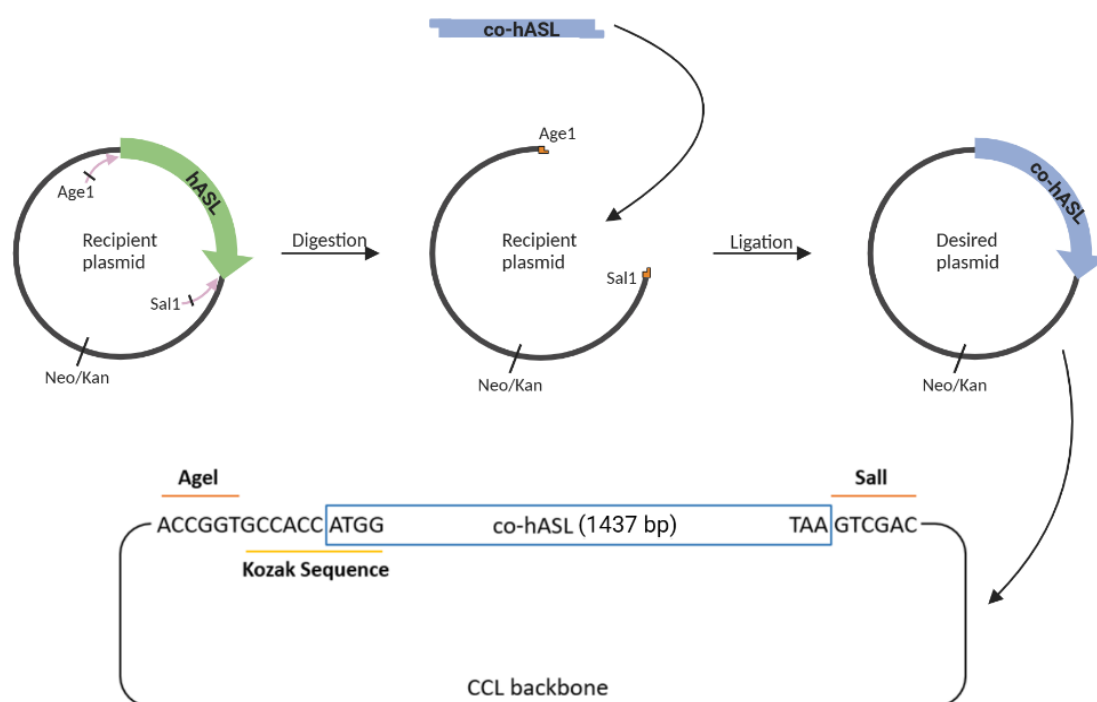 co-hASL
Age1
hASL
Recipient
plasmid
Sal1
Neo/Kan
Digestion
Age1
Recipient
plasmid
Sal1
Neo/Kan
Ligation
co-hASL
Desired
plasmid
Neo/Kan
AgeI
SalI
ACCGGTGCCACC ATGG co-hASL (1437 bp) TAA GTCGAC
Kozak Sequence
CCL backbone